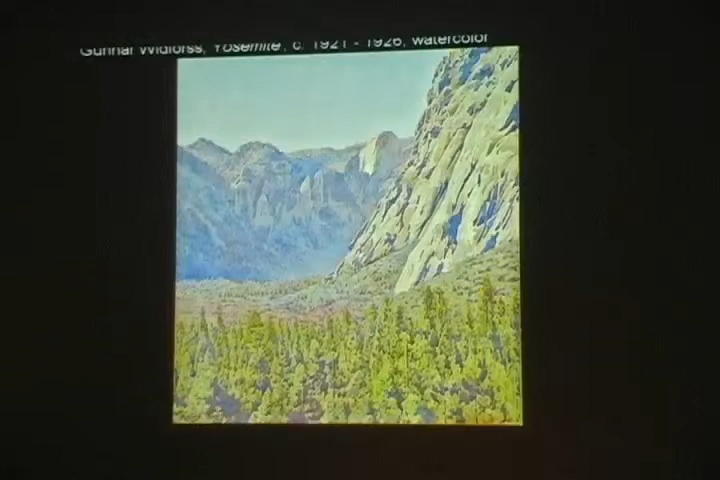 Gunnar Widforss, Yosemite, c. 1921 - 1926, watercolor